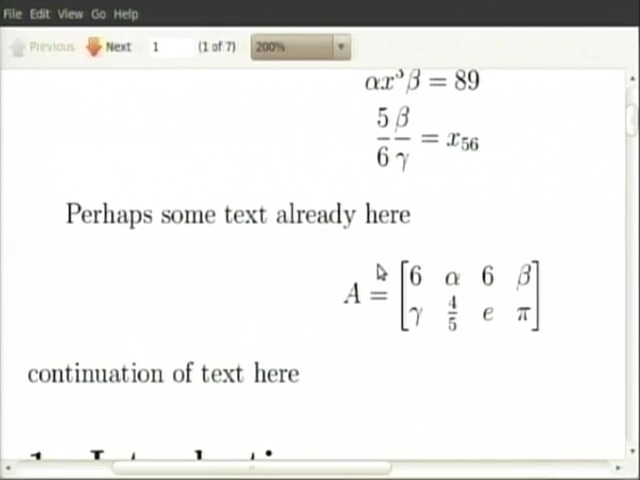 File Edit View Go Help
Previous Next 1 (1 of 7) 200%
αx³β = 89
5/6 β/γ = x₅₆
Perhaps some text already here
A = [6 α 6 β
γ 4/5 e π]
continuation of text here